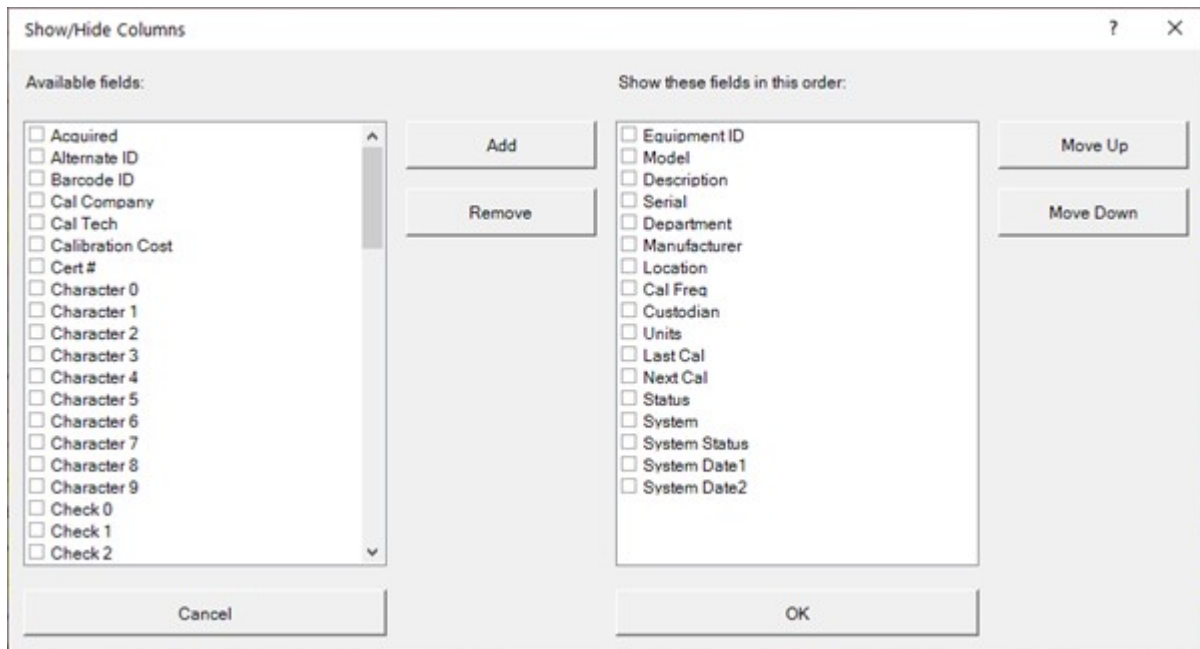 Show/Hide Columns
?
Available fields:
Show these fields in this order:
Acquired
Alternate ID
Barcode ID
Cal Company
Cal Tech
Calibration Cost
Cert #
Character 0
Character 1
Character 2
Character 3
Character 4
Character 5
Character 6
Character 7
Character 8
Character 9
Check 0
Check 1
Check 2
Add
Remove
Equipment ID
Model
Description
Serial
Department
Manufacturer
Location
Cal Freq
Custodian
Units
Last Cal
Next Cal
Status
System
System Status
System Date1
System Date2
Move Up
Move Down
Cancel
OK